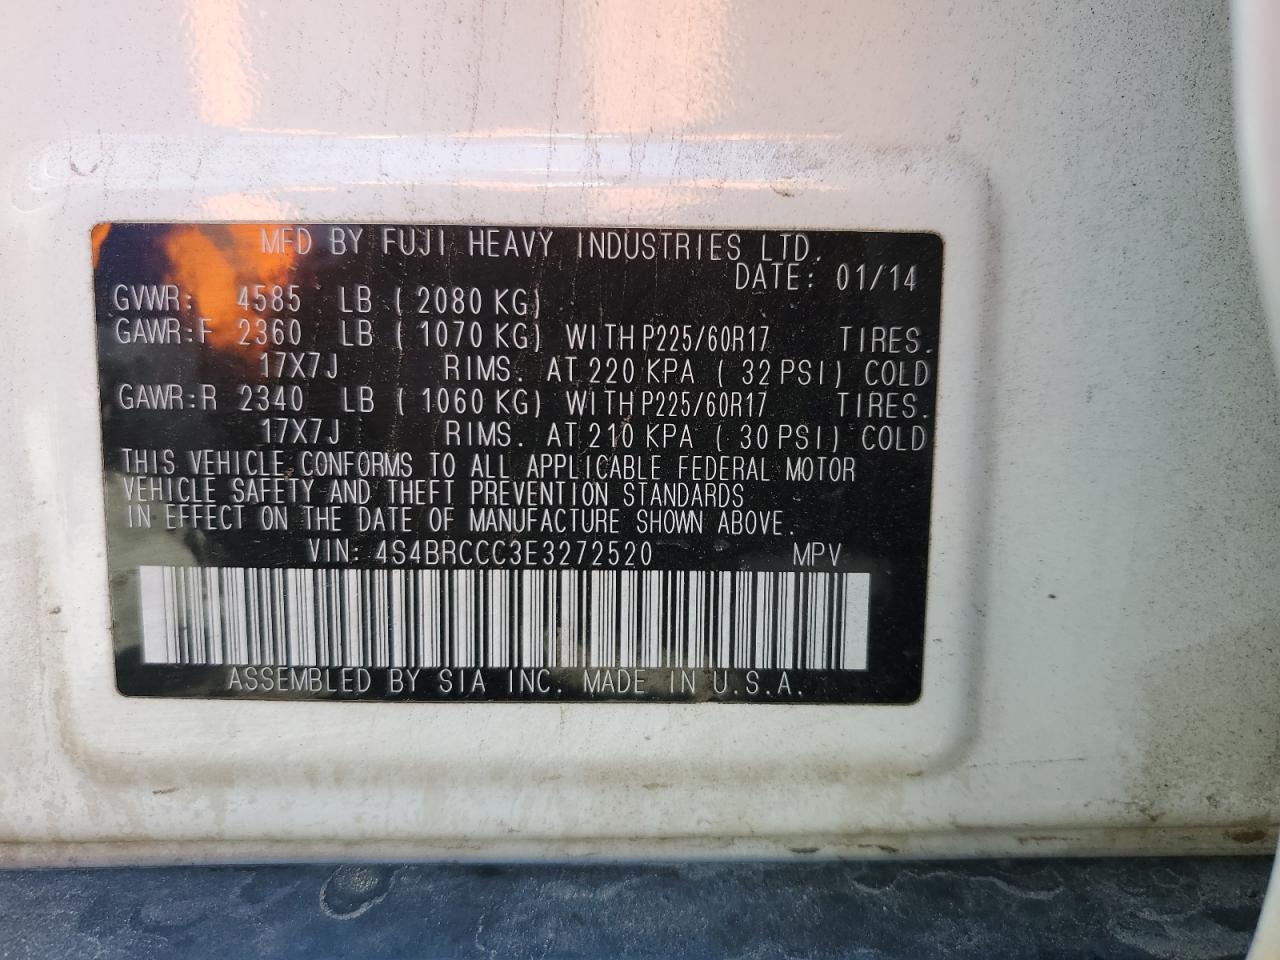 MFD BY FUJI HEAVY INDUSTRIES LTD.
DATE: 01/14
GVWR: 4585 LB ( 2080 KG)
GAWR:F 2360 LB ( 1070 KG) WITH P225/60R17 TIRES.
17X7J RIMS. AT 220 KPA ( 32 PSI) COLD
GAWR:R 2340 LB ( 1060 KG) WITH P225/60R17 TIRES.
17X7J RIMS. AT 210 KPA ( 30 PSI) COLD
THIS VEHICLE CONFORMS TO ALL APPLICABLE FEDERAL MOTOR
VEHICLE SAFETY AND THEFT PREVENTION STANDARDS
IN EFFECT ON THE DATE OF MANUFACTURE SHOWN ABOVE.
VIN: 4S4BRCCC3E3272520 MPV
ASSEMBLED BY SIA INC. MADE IN U.S.A.